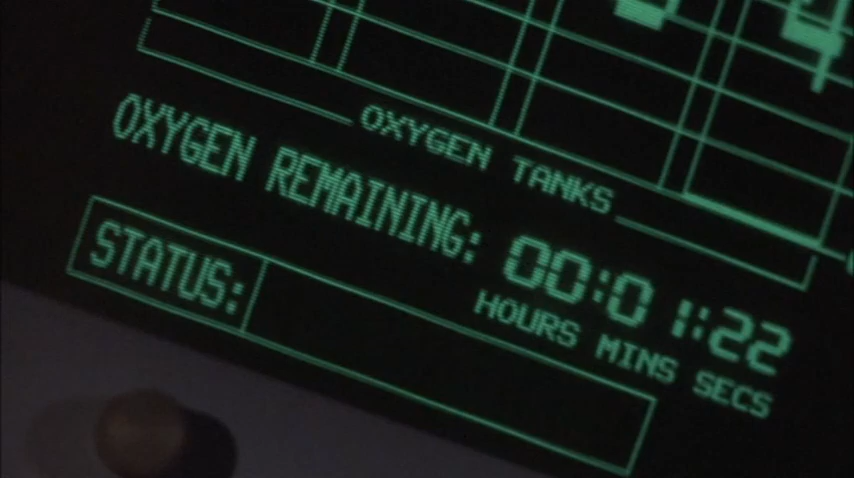 OXYGEN TANKS
OXYGEN REMAINING: 00:01:22
HOURS MINS SECS
STATUS: